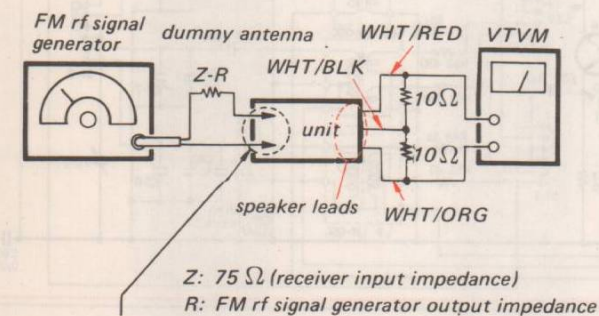 FM rf signal
generator
dummy antenna
Z-R
WHT/RED
VTVM
WHT/BLK
10Ω
unit
10Ω
speaker leads
WHT/ORG
Z: 75 Ω (receiver input impedance)
R: FM rf signal generator output impedance